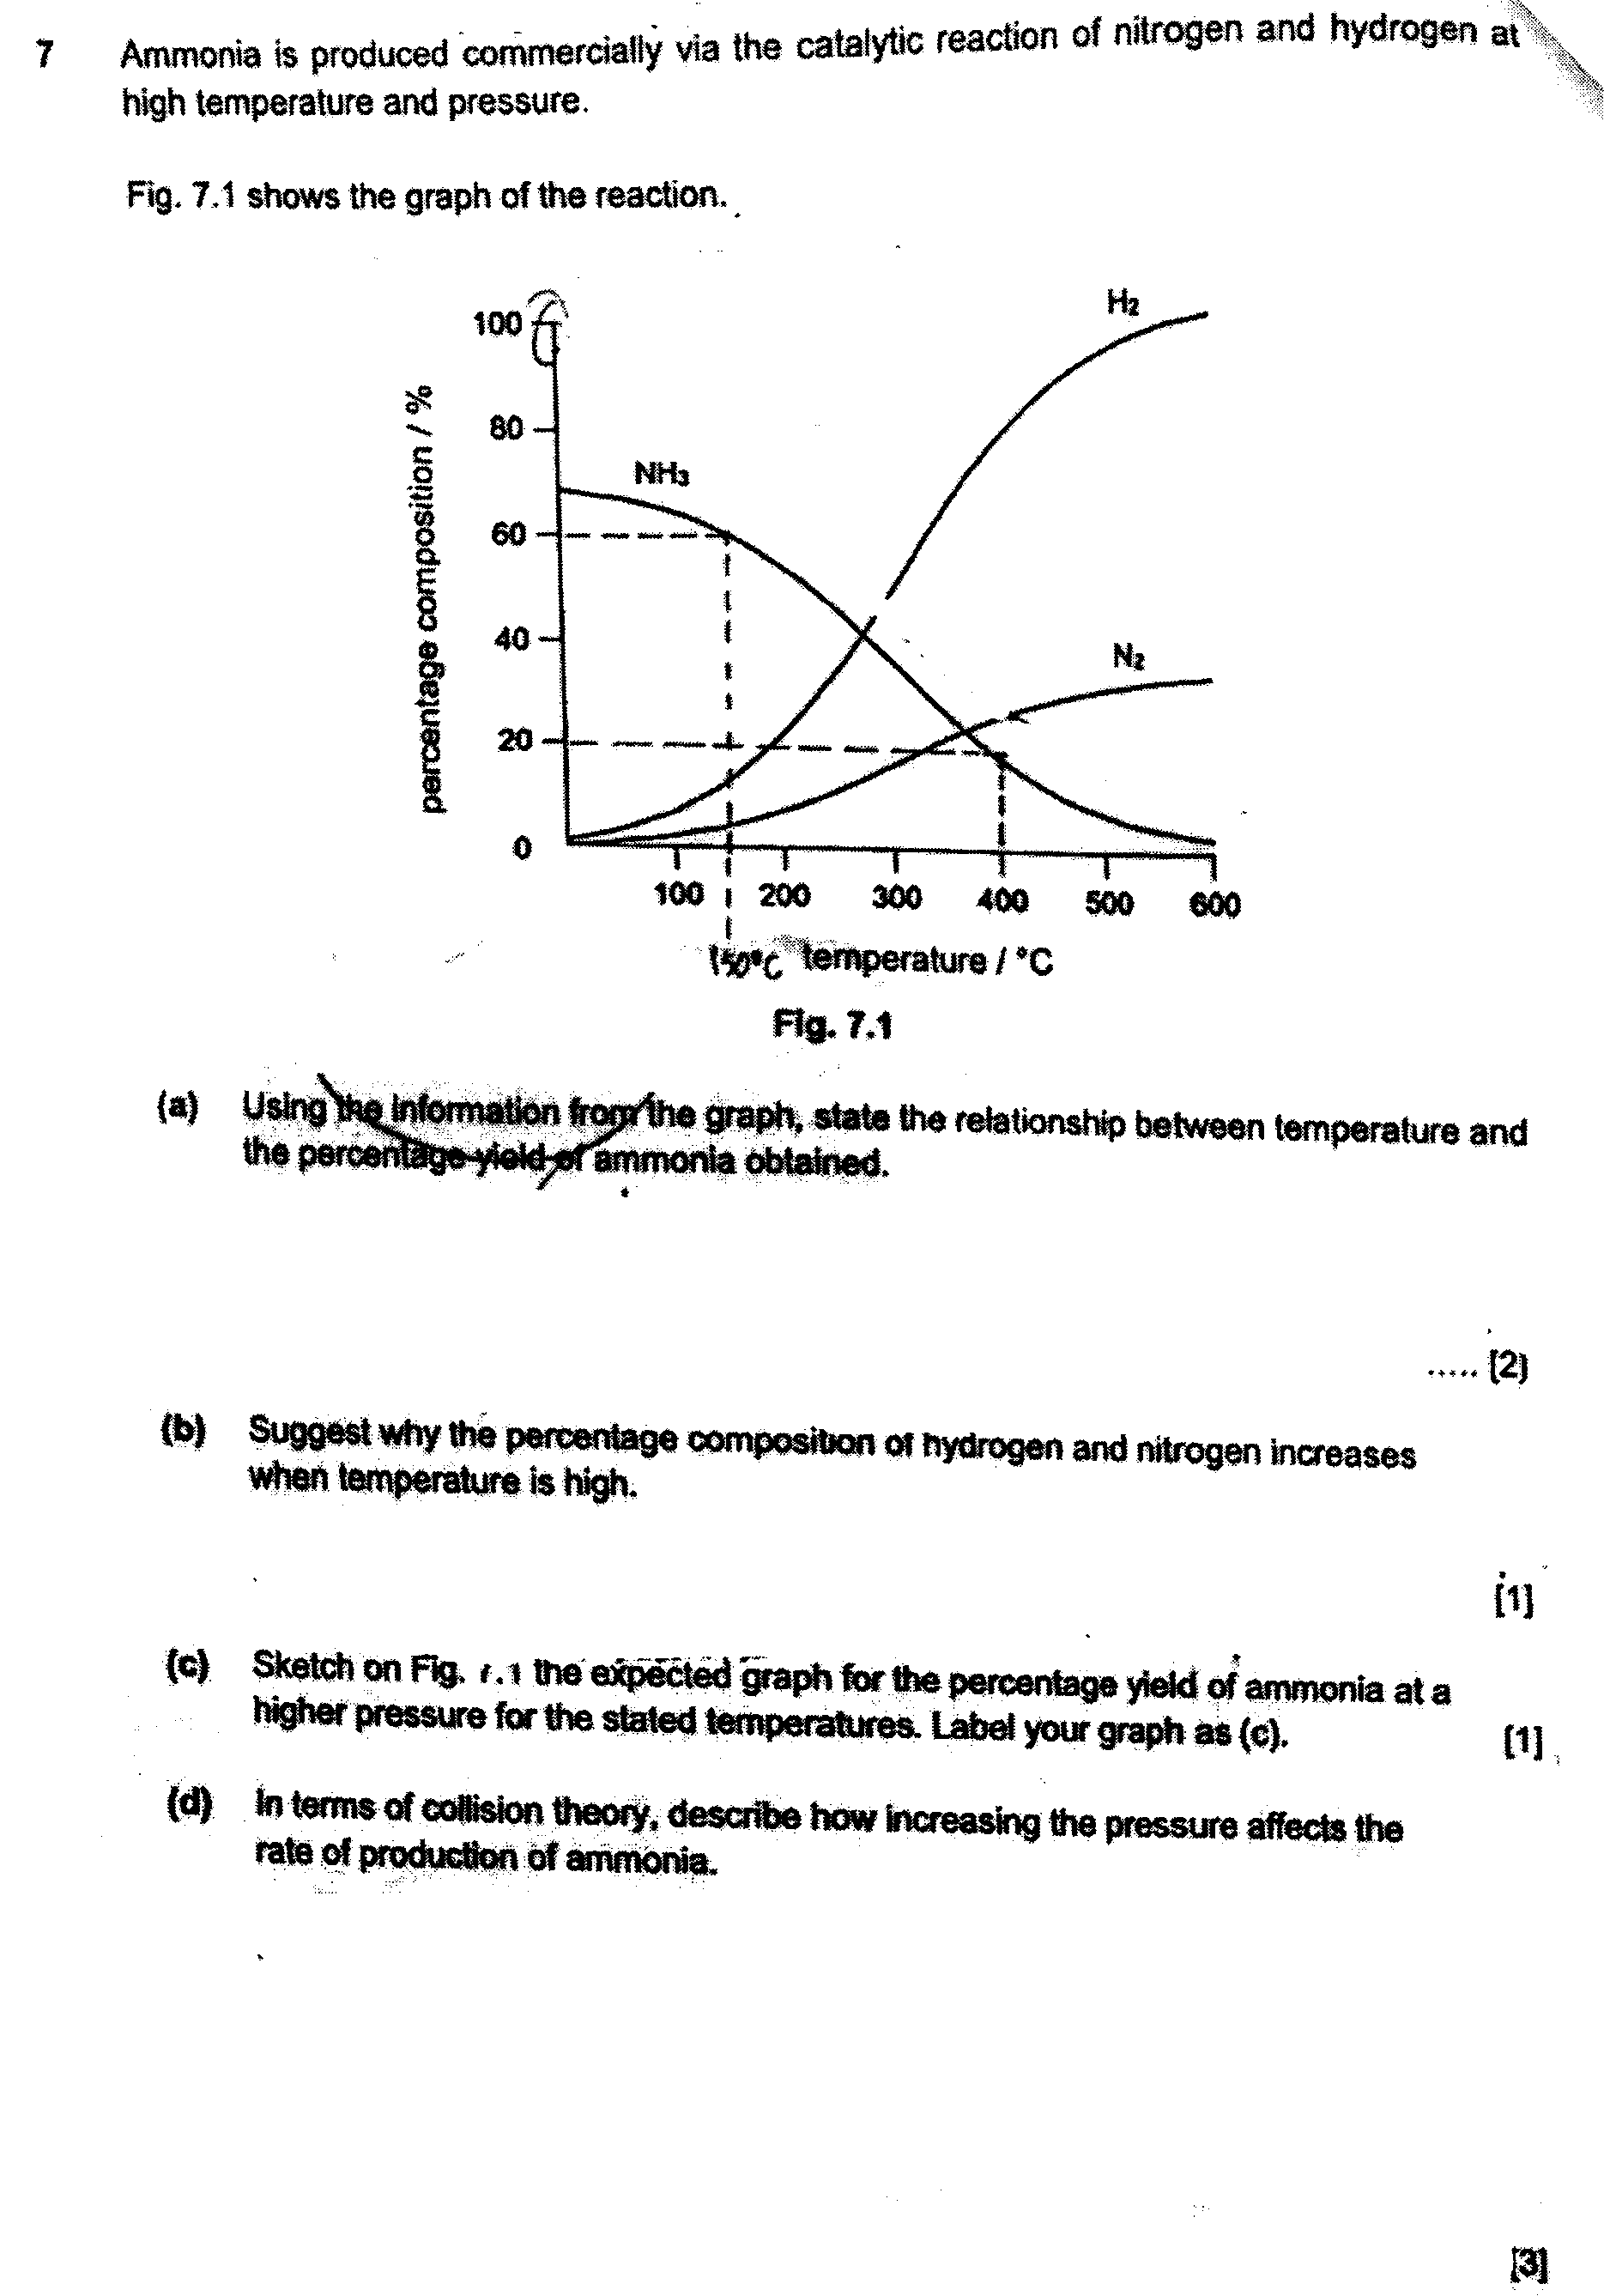 7 Ammonia is produced commercially via the catalytic reaction of nitrogen and hydrogen at
high temperature and pressure.
Fig. 7.1 shows the graph of the reaction.
H₂
100
80
NH₃
60
percentage composition / %
40
N₂
20
0
100 200 300 400 500 600
150°C temperature / °C
Fig. 7.1
(a) Using the information from the graph, state the relationship between temperature and
the percentage yield of ammonia obtained.
..... [2]
(b) Suggest why the percentage composition of hydrogen and nitrogen increases
when temperature is high.
[1]
(c) Sketch on Fig. 7.1 the expected graph for the percentage yield of ammonia at a
higher pressure for the stated temperatures. Label your graph as (c). [1]
(d) In terms of collision theory, describe how increasing the pressure affects the
rate of production of ammonia.
[3]